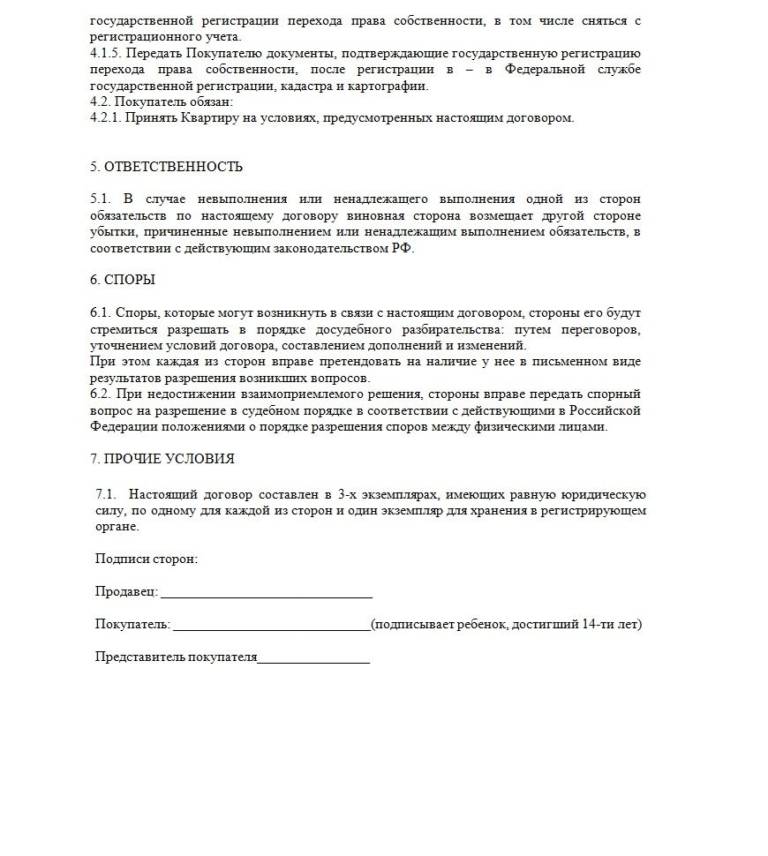 государственной регистрации перехода права собственности, в том числе сняться с
регистрационного учета.
4.1.5. Передать Покупателю документы, подтверждающие государственную регистрацию
перехода права собственности, после регистрации в – в Федеральной службе
государственной регистрации, кадастра и картографии.
4.2. Покупатель обязан:
4.2.1. Принять Квартиру на условиях, предусмотренных настоящим договором.
5. ОТВЕТСТВЕННОСТЬ
5.1. В случае невыполнения или ненадлежащего выполнения одной из сторон
обязательств по настоящему договору виновная сторона возмещает другой стороне
убытки, причиненные невыполнением или ненадлежащим выполнением обязательств, в
соответствии с действующим законодательством РФ.
6. СПОРЫ
6.1. Споры, которые могут возникнуть в связи с настоящим договором, стороны его будут
стремиться разрешать в порядке досудебного разбирательства: путем переговоров,
уточнением условий договора, составлением дополнений и изменений.
При этом каждая из сторон вправе претендовать на наличие у нее в письменном виде
результатов разрешения возникших вопросов.
6.2. При недостижении взаимоприемлемого решения, стороны вправе передать спорный
вопрос на разрешение в судебном порядке в соответствии с действующими в Российской
Федерации положениями о порядке разрешения споров между физическими лицами.
7. ПРОЧИЕ УСЛОВИЯ
7.1. Настоящий договор составлен в 3-х экземплярах, имеющих равную юридическую
силу, по одному для каждой из сторон и один экземпляр для хранения в регистрирующем
органе.
Подписи сторон:
Продавец: ______________________________
Покупатель: ____________________________(подписывает ребенок, достигший 14-ти лет)
Представитель покупателя________________